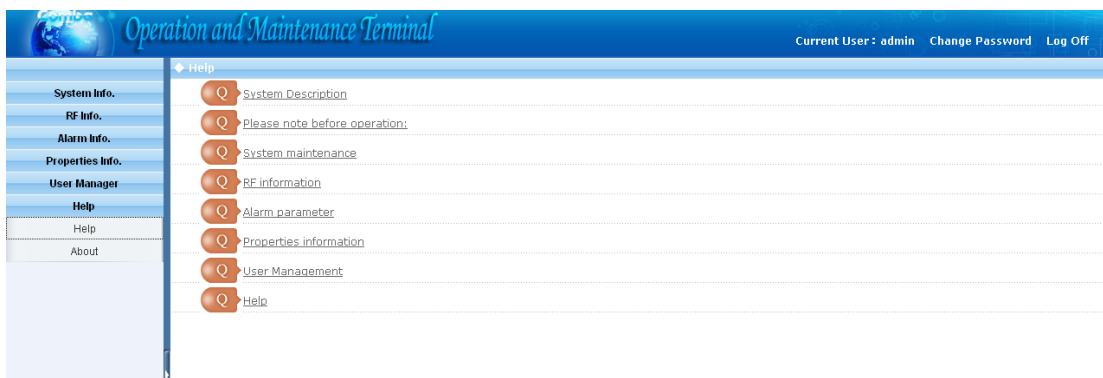 Comba
Operation and Maintenance Terminal
Current User: admin Change Password Log Off
Help
System Info.
RF Info.
Alarm Info.
Properties Info.
User Manager
Help
Help
About
Q System Description
Q Please note before operation:
Q System maintenance
Q RF information
Q Alarm parameter
Q Properties information
Q User Management
Q Help